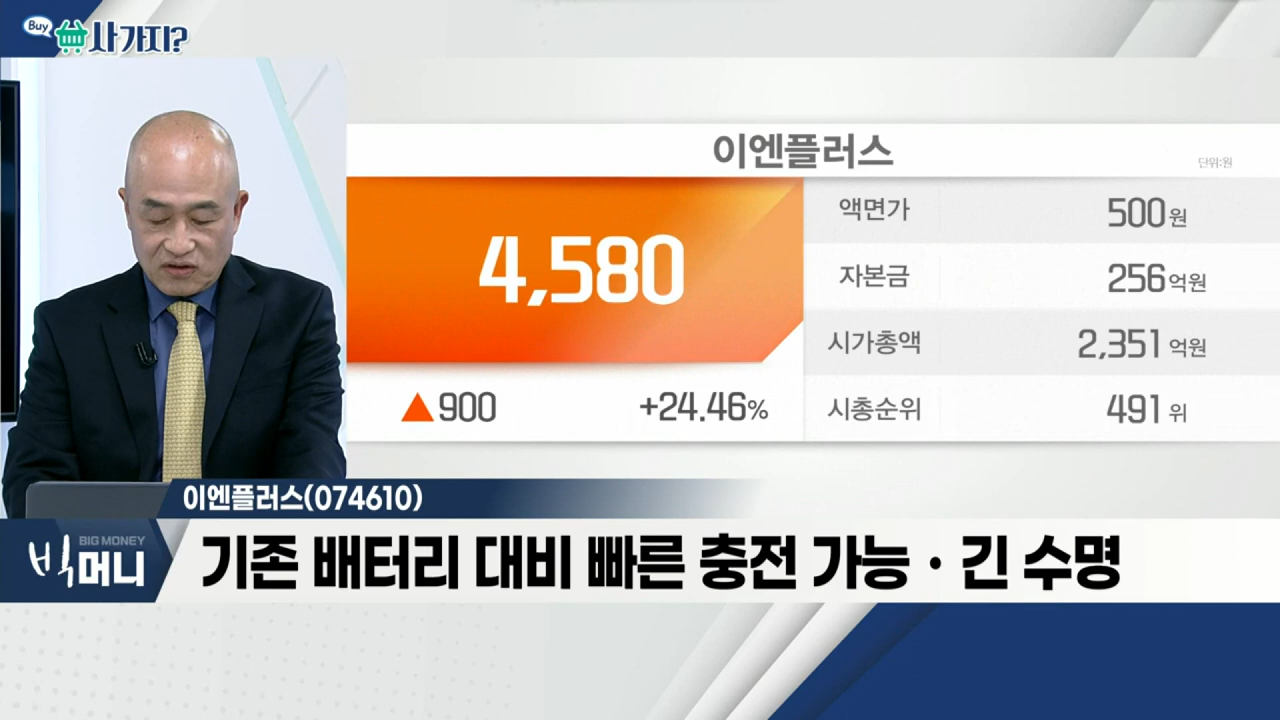 Buy
사가지?
이엔플러스
단위:원
4,580
▲900 +24.46%
액면가 500원
자본금 256억원
시가총액 2,351억원
시총순위 491위
이엔플러스(074610)
BIG MONEY
빅머니
기존 배터리 대비 빠른 충전 가능·긴 수명